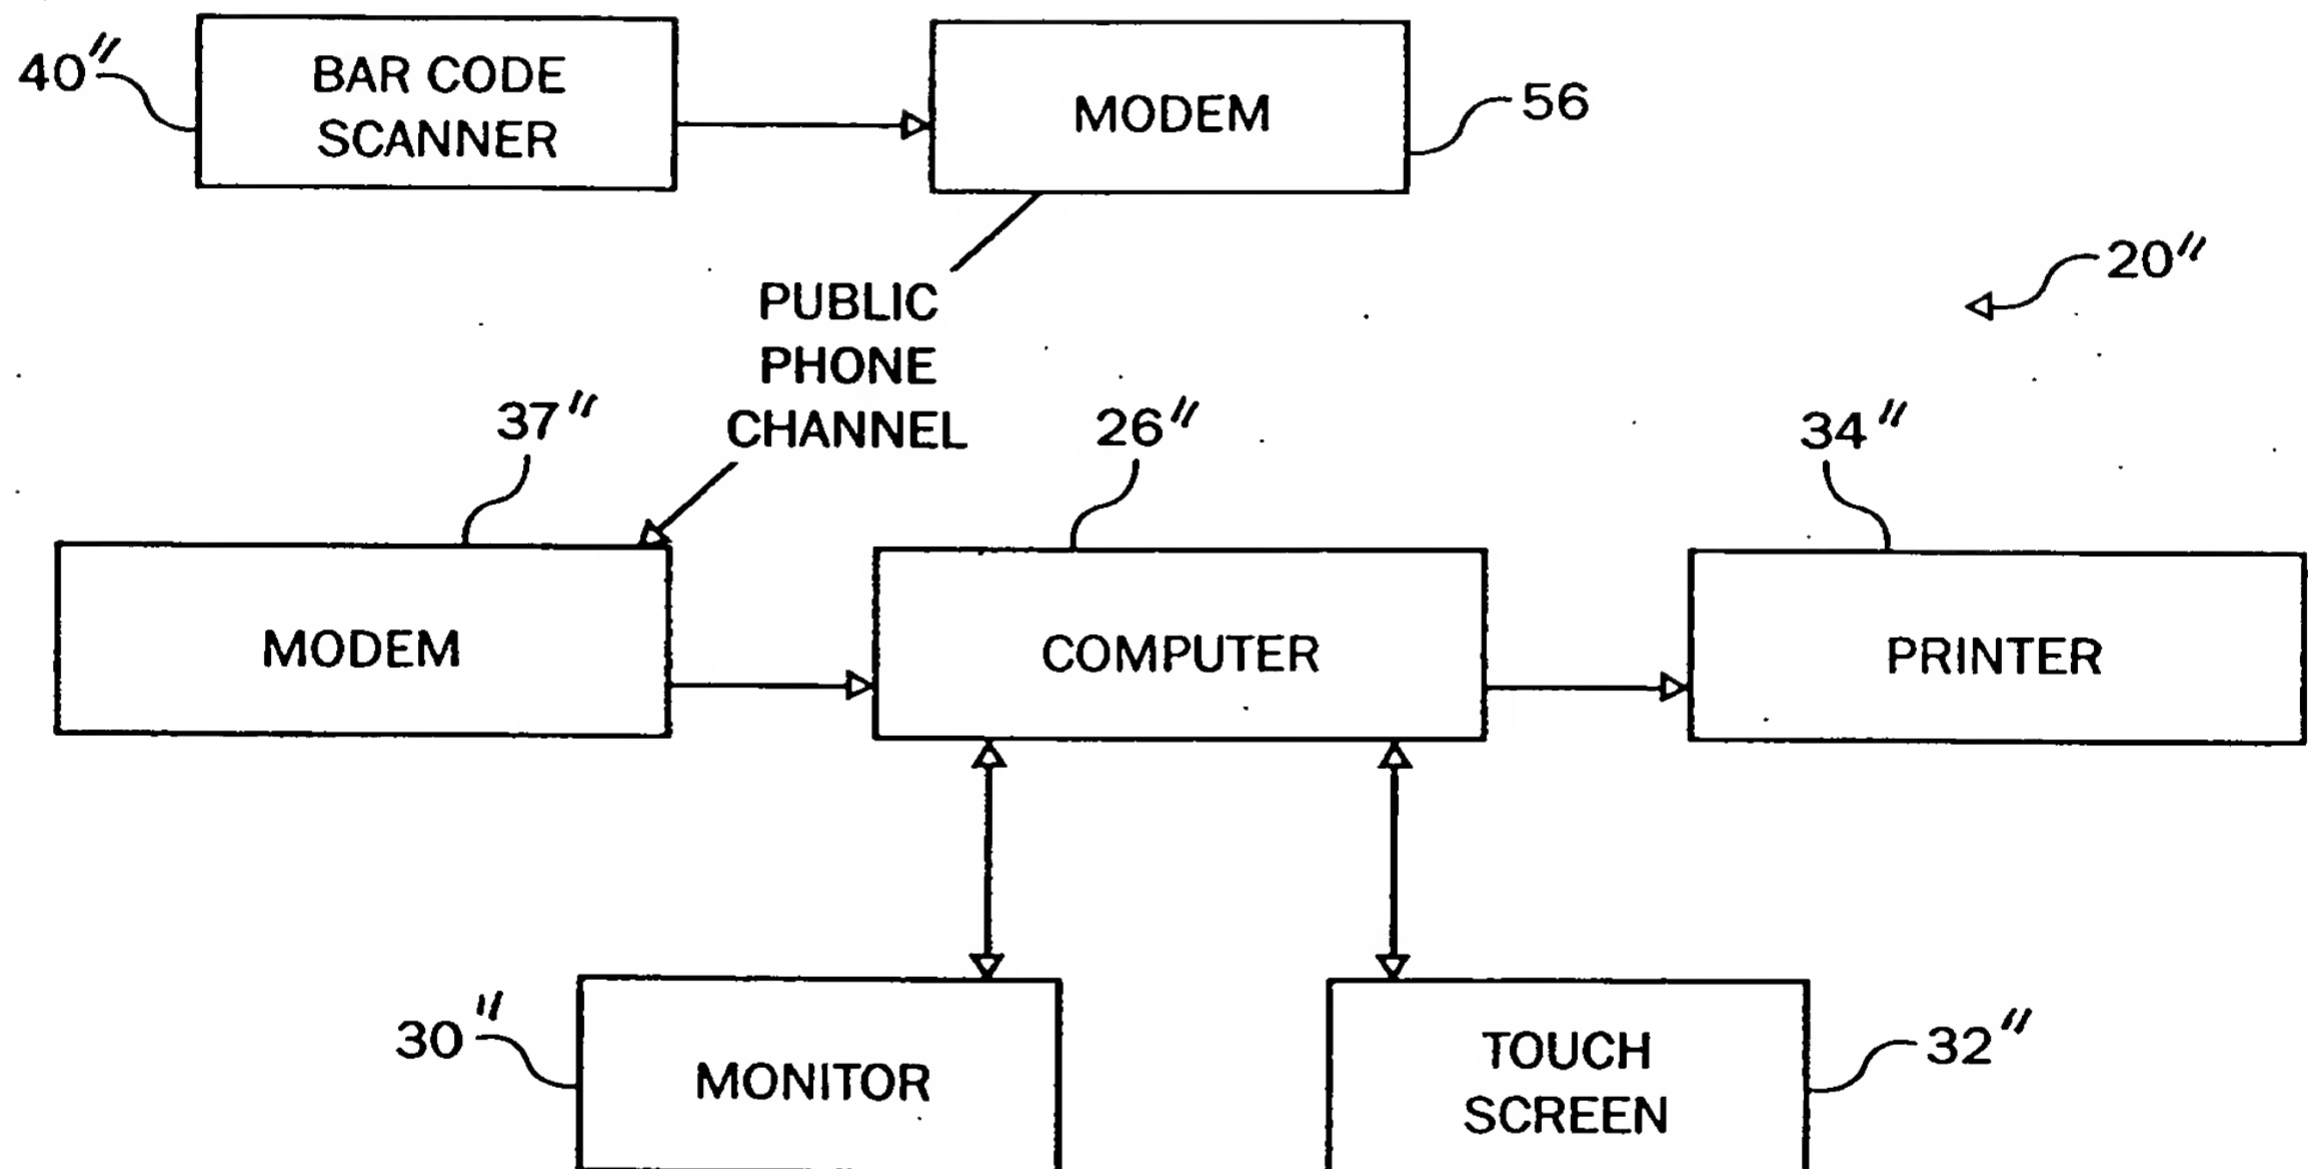 40″
BAR CODE
SCANNER
MODEM
56
20″
PUBLIC
PHONE
CHANNEL
37″
26″
34″
MODEM
COMPUTER
PRINTER
30″
MONITOR
TOUCH
SCREEN
32″